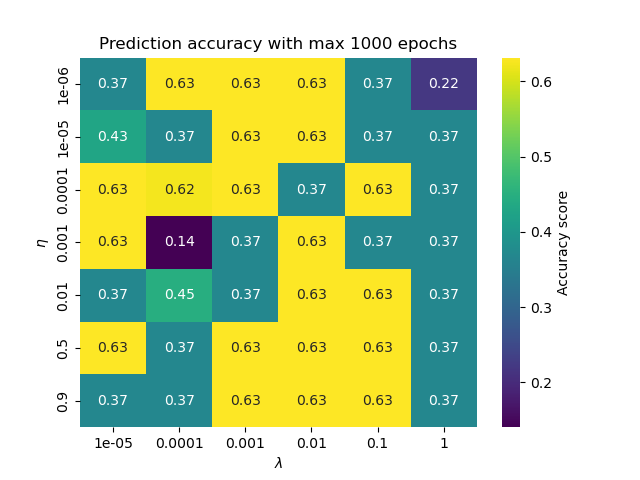 Prediction accuracy with max 1000 epochs
1e-06 0.37 0.63 0.63 0.63 0.37 0.22
1e-05 0.43 0.37 0.63 0.63 0.37 0.37
0.0001 0.63 0.62 0.63 0.37 0.63 0.37
0.001 0.63 0.14 0.37 0.63 0.37 0.37
0.01 0.37 0.45 0.37 0.63 0.63 0.37
0.5 0.63 0.37 0.63 0.63 0.63 0.37
0.9 0.37 0.37 0.63 0.63 0.63 0.37
η
1e-05 0.0001 0.001 0.01 0.1 1
λ
0.6
0.5
0.4
0.3
0.2
Accuracy score